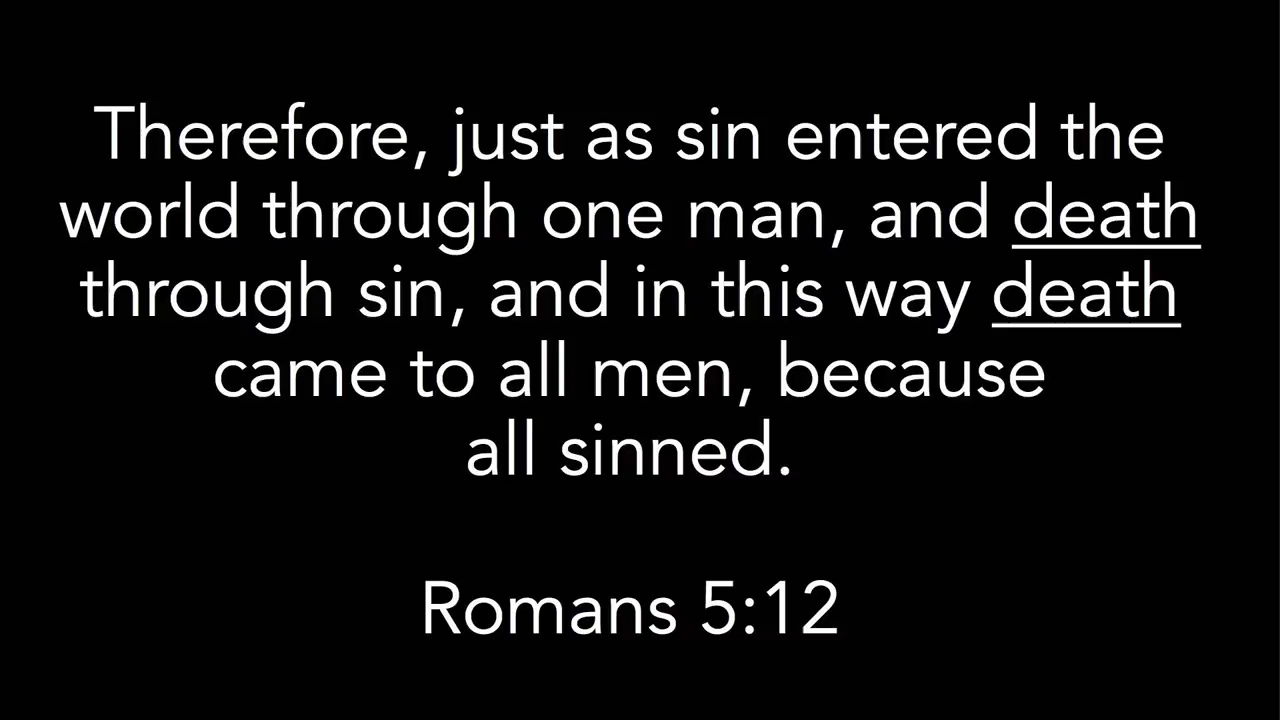 Therefore, just as sin entered the
world through one man, and death
through sin, and in this way death
came to all men, because
all sinned.
Romans 5:12